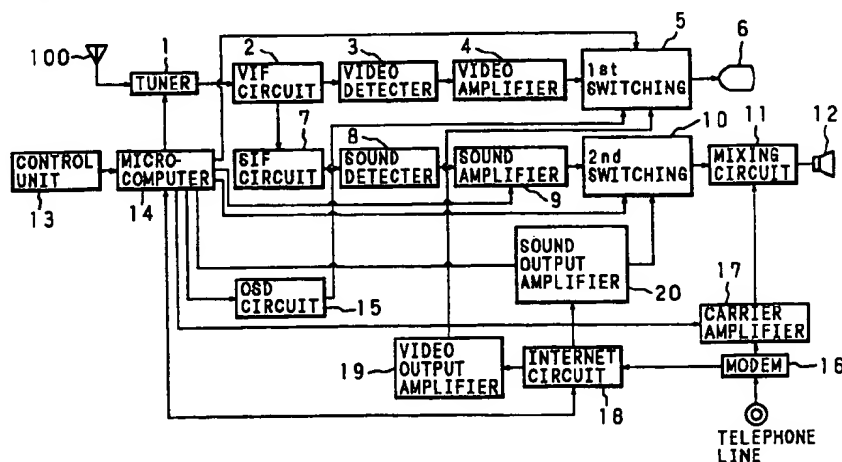 100
1
TUNER
2
VIF
CIRCUIT
3
VIDEO
DETECTER
4
VIDEO
AMPLIFIER
5
1st
SWITCHING
6
7
SIF
CIRCUIT
8
SOUND
DETECTER
SOUND
AMPLIFIER
9
10
2nd
SWITCHING
11
MIXING
CIRCUIT
12
CONTROL
UNIT
13
MICRO-
COMPUTER
14
OSD
CIRCUIT
15
SOUND
OUTPUT
AMPLIFIER
20
17
CARRIER
AMPLIFIER
19
VIDEO
OUTPUT
AMPLIFIER
INTERNET
CIRCUIT
18
MODEM
16
TELEPHONE
LINE